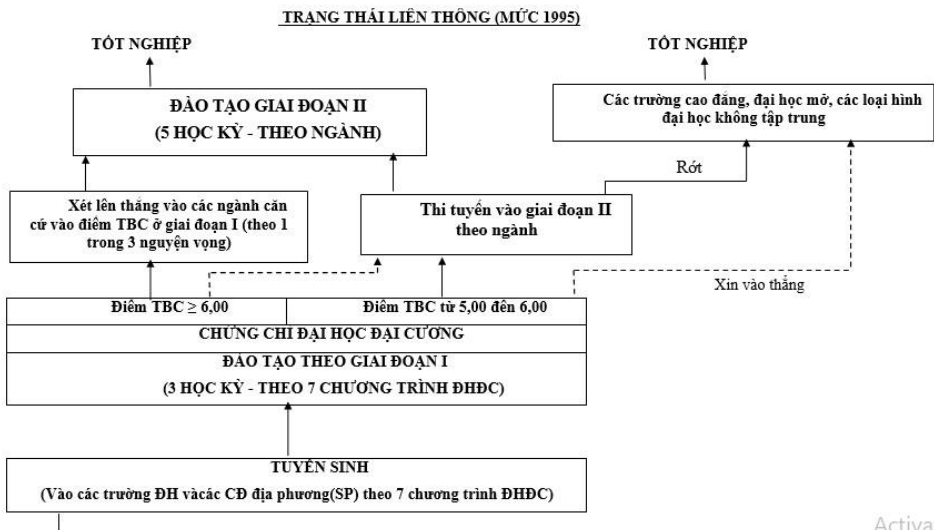 TRẠNG THÁI LIÊN THÔNG (MỨC 1995)
TỐT NGHIỆP
TỐT NGHIỆP
ĐÀO TẠO GIAI ĐOẠN II
(5 HỌC KỲ - THEO NGÀNH)
Các trường cao đẳng, đại học mở, các loại hình
đại học không tập trung
Rớt
Xét lên thẳng vào các ngành căn
cứ vào điểm TBC ở giai đoạn I (theo 1
trong 3 nguyện vọng)
Thi tuyển vào giai đoạn II
theo ngành
Xin vào thẳng
Điểm TBC ≥ 6,00
Điểm TBC từ 5,00 đến 6,00
CHỨNG CHỈ ĐẠI HỌC ĐẠI CƯƠNG
ĐÀO TẠO THEO GIAI ĐOẠN I
(3 HỌC KỲ - THEO 7 CHƯƠNG TRÌNH ĐHĐC)
TUYỂN SINH
(Vào các trường ĐH vàcác CĐ địa phương(SP) theo 7 chương trình ĐHĐC)
Activa